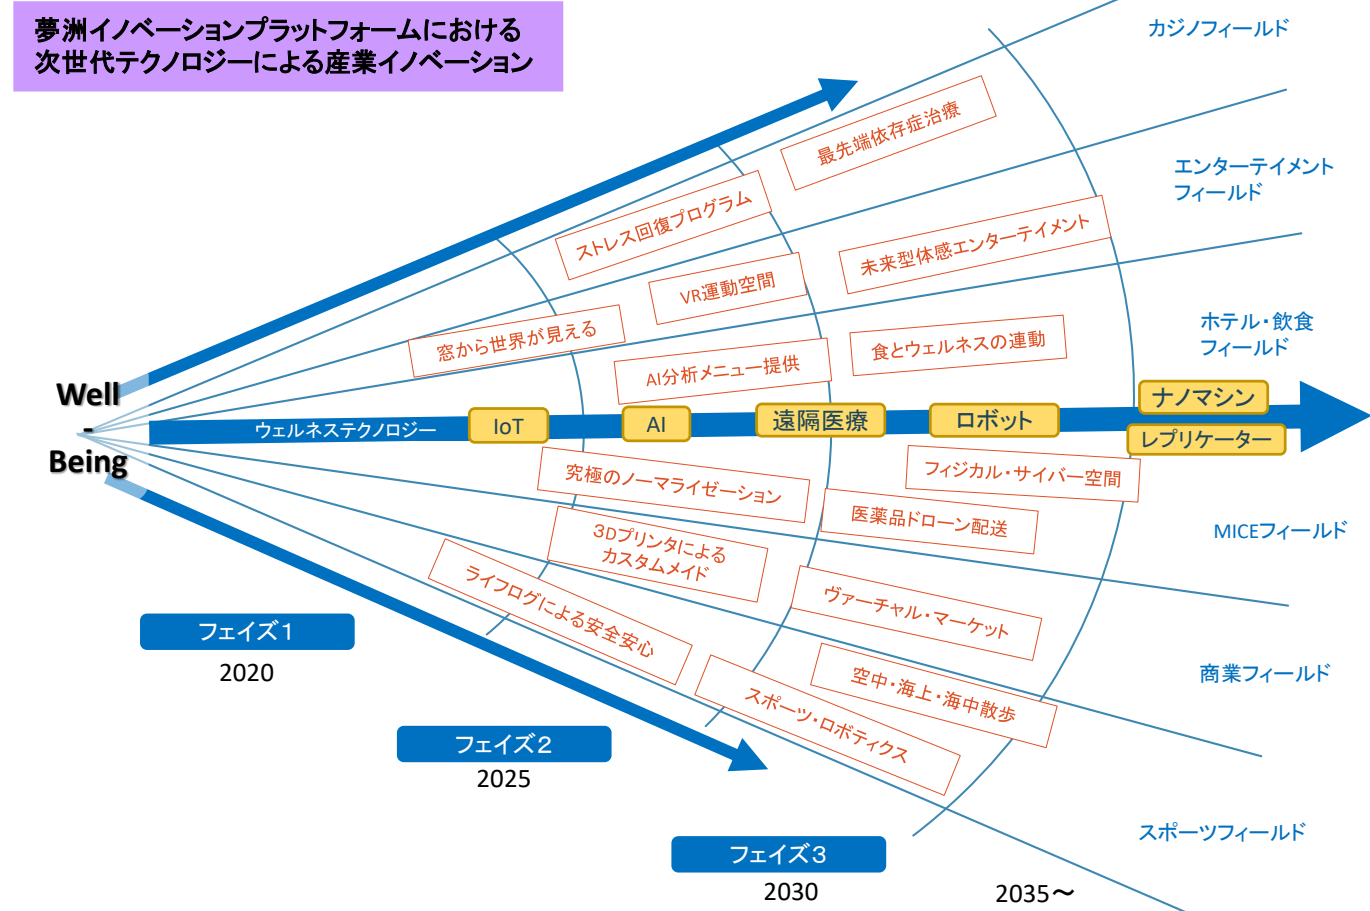 夢洲イノベーションプラットフォームにおける
次世代テクノロジーによる産業イノベーション
カジノフィールド
最先端依存症治療
エンターテイメント
フィールド
ストレス回復プログラム
未来型体感エンターテイメント
VR運動空間
窓から世界が見える
ホテル・飲食
フィールド
食とウェルネスの連動
AI分析メニュー提供
Well
-
Being
ウェルネステクノロジー
IoT
AI
遠隔医療
ロボット
ナノマシン
レプリケーター
フィジカル・サイバー空間
究極のノーマライゼーション
医薬品ドローン配送
MICEフィールド
3Dプリンタによる
カスタムメイド
ライフログによる安全安心
ヴァーチャル・マーケット
商業フィールド
空中・海上・海中散歩
スポーツ・ロボティクス
スポーツフィールド
フェイズ1
2020
フェイズ2
2025
フェイズ3
2030
2035~